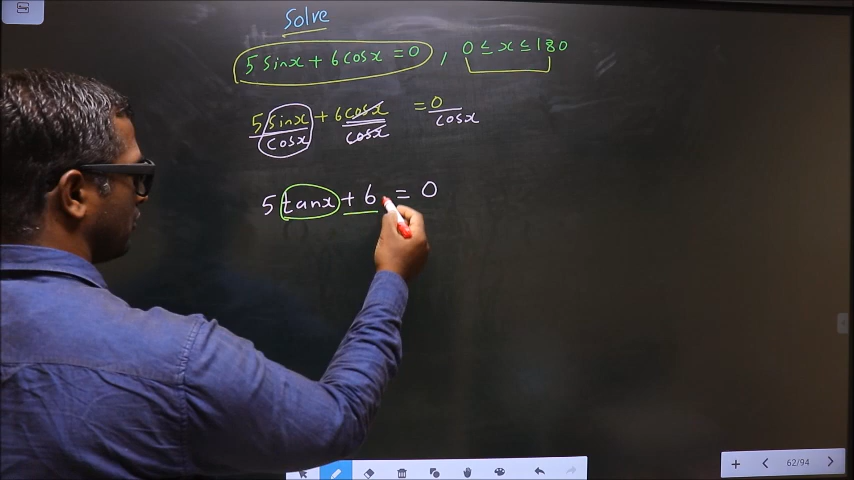 Solve
5 sinx + 6 cosx = 0 , 0 ≤ x ≤ 180
5 sinx/cosx + 6 cosx/cosx = 0/cosx
5 tanx + 6 = 0
62/94